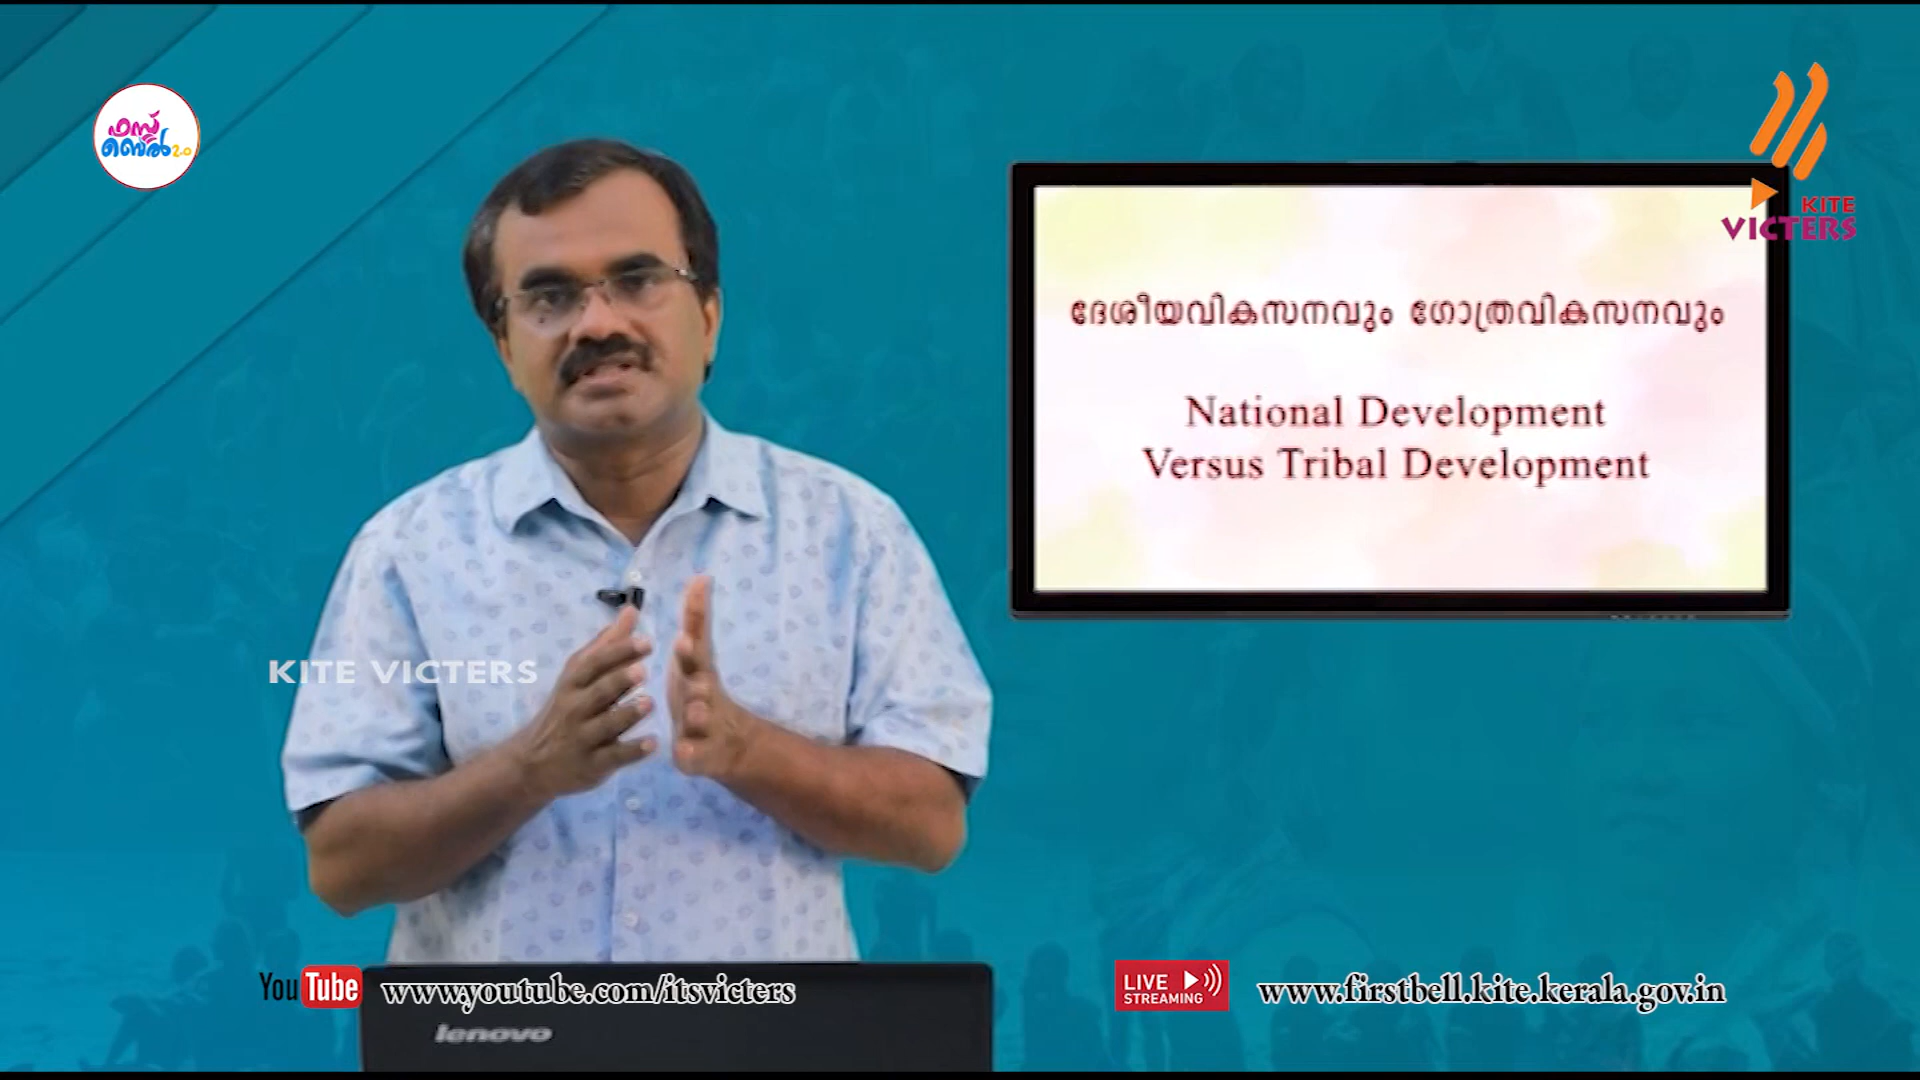 ഫസ്റ്റ്
ബെൽ 2.0
KITE
VICTERS
ദേശീയവികസനവും ഗോത്രവികസനവും
National Development
Versus Tribal Development
KITE VICTERS
YouTube www.youtube.com/itsvicters
LIVE
STREAMING
www.firstbell.kite.kerala.gov.in
lenovo